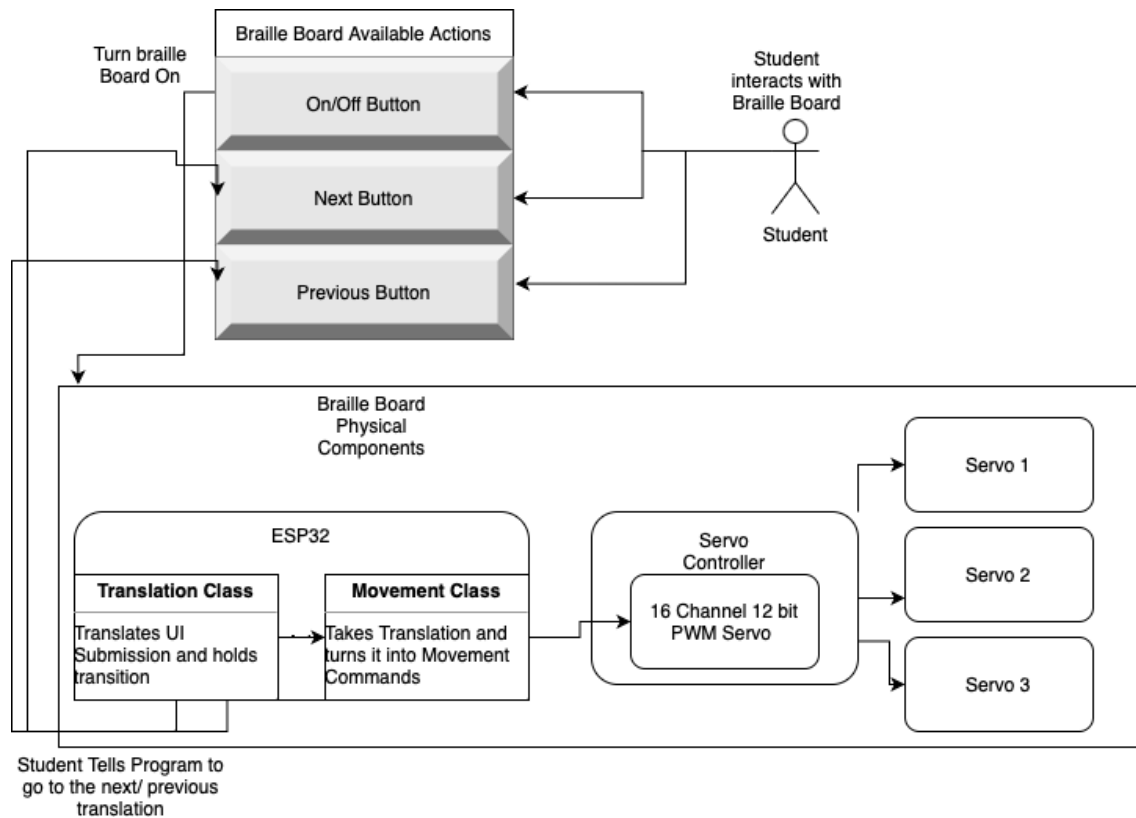 Braille Board Available Actions
Turn braille
Board On
On/Off Button
Next Button
Previous Button
Student
interacts with
Braille Board
Student
Braille Board
Physical
Components
ESP32
Translation Class
Translates UI
Submission and holds
transition
Movement Class
Takes Translation and
turns it into Movement
Commands
Servo
Controller
16 Channel 12 bit
PWM Servo
Servo 1
Servo 2
Servo 3
Student Tells Program to
go to the next/ previous
translation